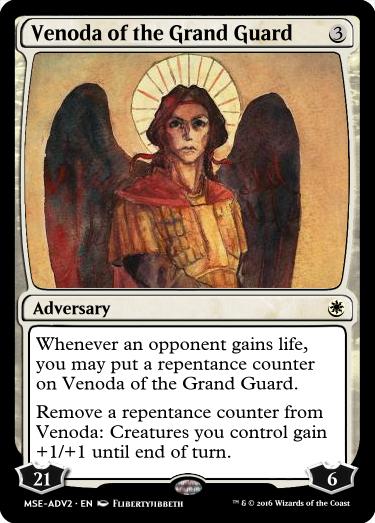 Venoda of the Grand Guard 3
Adversary
Whenever an opponent gains life,
you may put a repentance counter
on Venoda of the Grand Guard.
Remove a repentance counter from
Venoda: Creatures you control gain
+1/+1 until end of turn.
21 6
MSE-ADV2 · EN Flibertyjibbeth ™ & © 2016 Wizards of the Coast